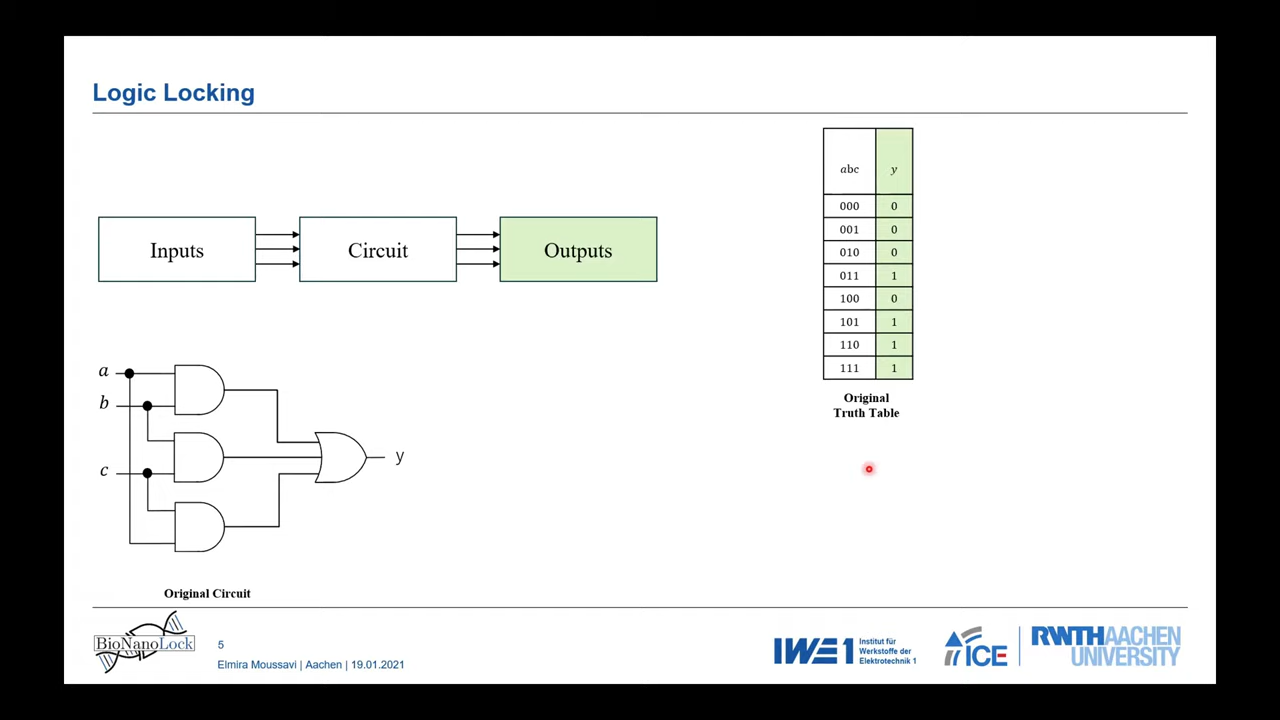 Logic Locking
Inputs
Circuit
Outputs
abc y
000 0
001 0
010 0
011 1
100 0
101 1
110 1
111 1
Original
Truth Table
a
b
c
y
Original Circuit
BioNanoLock
5
Elmira Moussavi | Aachen | 19.01.2021
IWE1
Institut für
Werkstoffe der
Elektrotechnik 1
ICE
RWTHAACHEN
UNIVERSITY